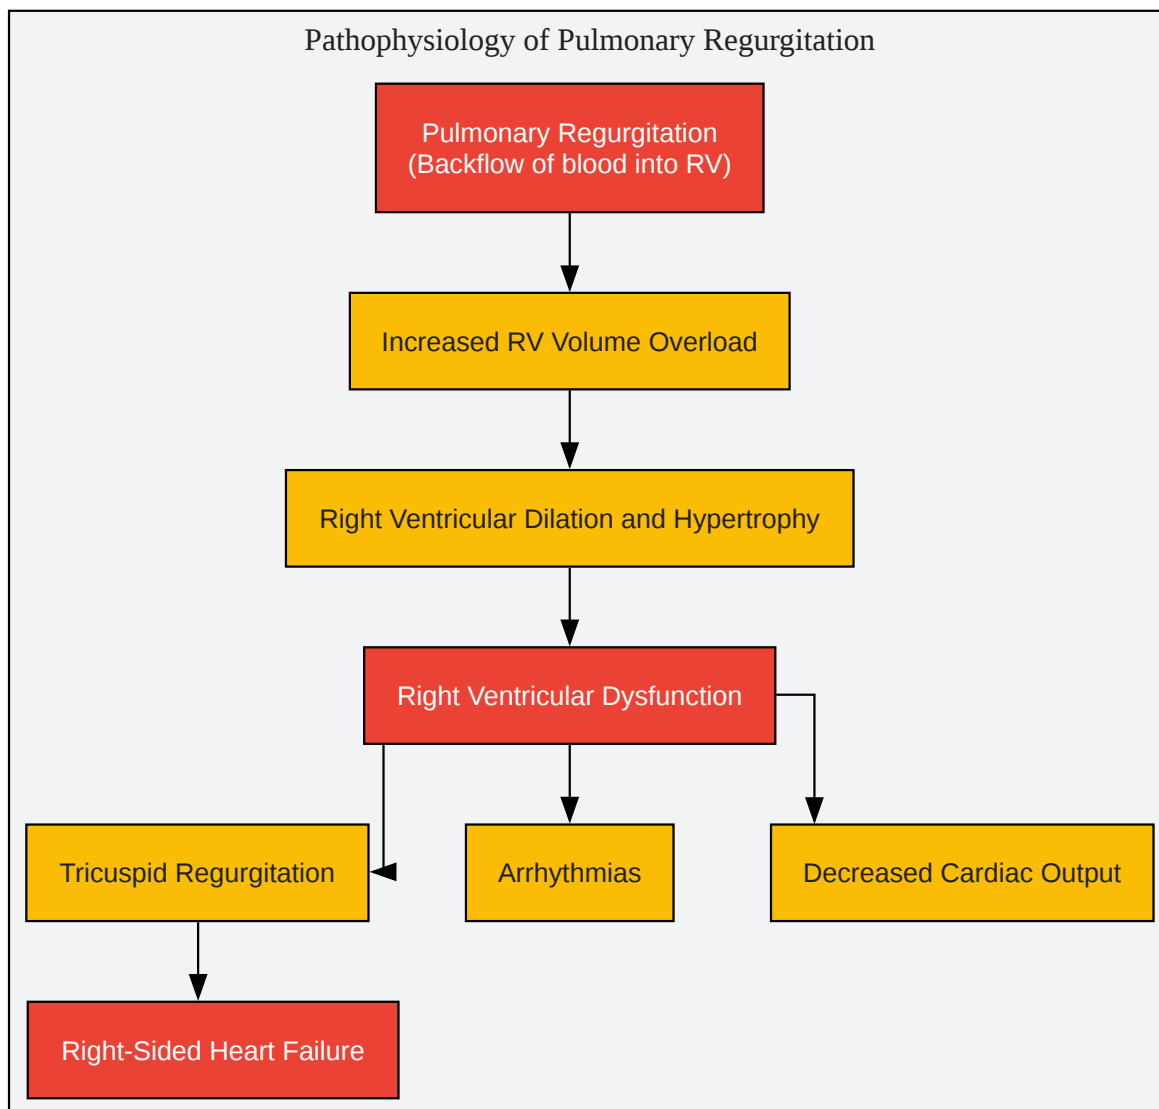 Pathophysiology of Pulmonary Regurgitation
Pulmonary Regurgitation
(Backflow of blood into RV)
Increased RV Volume Overload
Right Ventricular Dilation and Hypertrophy
Right Ventricular Dysfunction
Tricuspid Regurgitation
Arrhythmias
Decreased Cardiac Output
Right-Sided Heart Failure